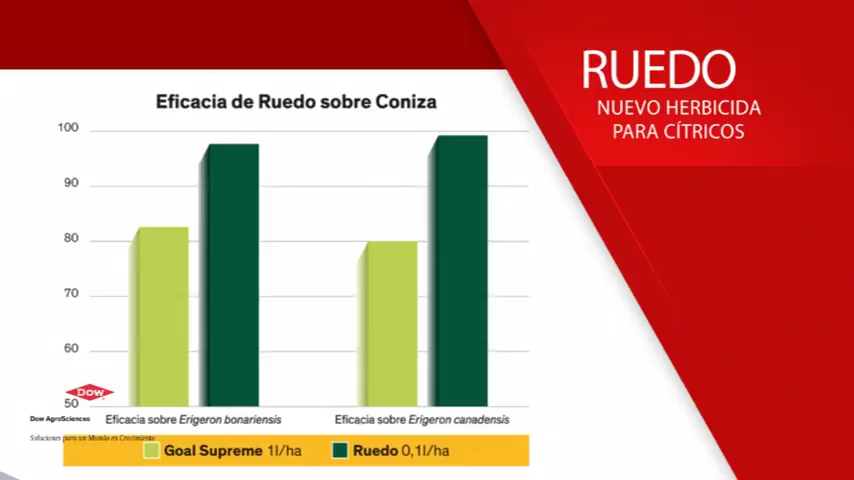 RUEDO
NUEVO HERBICIDA
PARA CÍTRICOS
Eficacia de Ruedo sobre Coniza
100
90
80
70
60
50
Eficacia sobre Erigeron bonariensis
Eficacia sobre Erigeron canadensis
Goal Supreme 1l/ha
Ruedo 0,1l/ha
Dow
Dow AgroSciences
Soluciones para un Mundo en Crecimiento